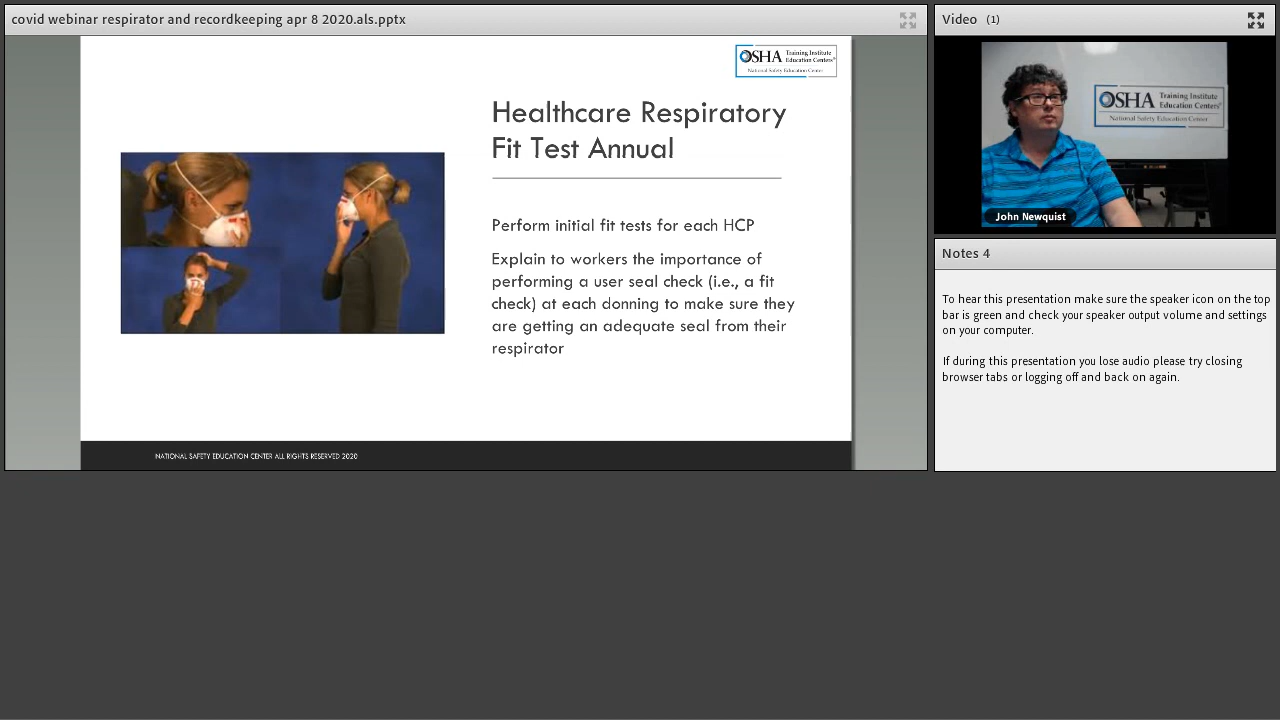 covid webinar respirator and recordkeeping apr 8 2020.als.pptx
OSHA Training Institute
Education Centers®
National Safety Education Center
Healthcare Respiratory
Fit Test Annual
Perform initial fit tests for each HCP
Explain to workers the importance of
performing a user seal check (i.e., a fit
check) at each donning to make sure they
are getting an adequate seal from their
respirator
NATIONAL SAFETY EDUCATION CENTER ALL RIGHTS RESERVED 2020
Video (1)
OSHA Training Institute
Education Centers®
National Safety Education Center
John Newquist
Notes 4
To hear this presentation make sure the speaker icon on the top
bar is green and check your speaker output volume and settings
on your computer.
If during this presentation you lose audio please try closing
browser tabs or logging off and back on again.